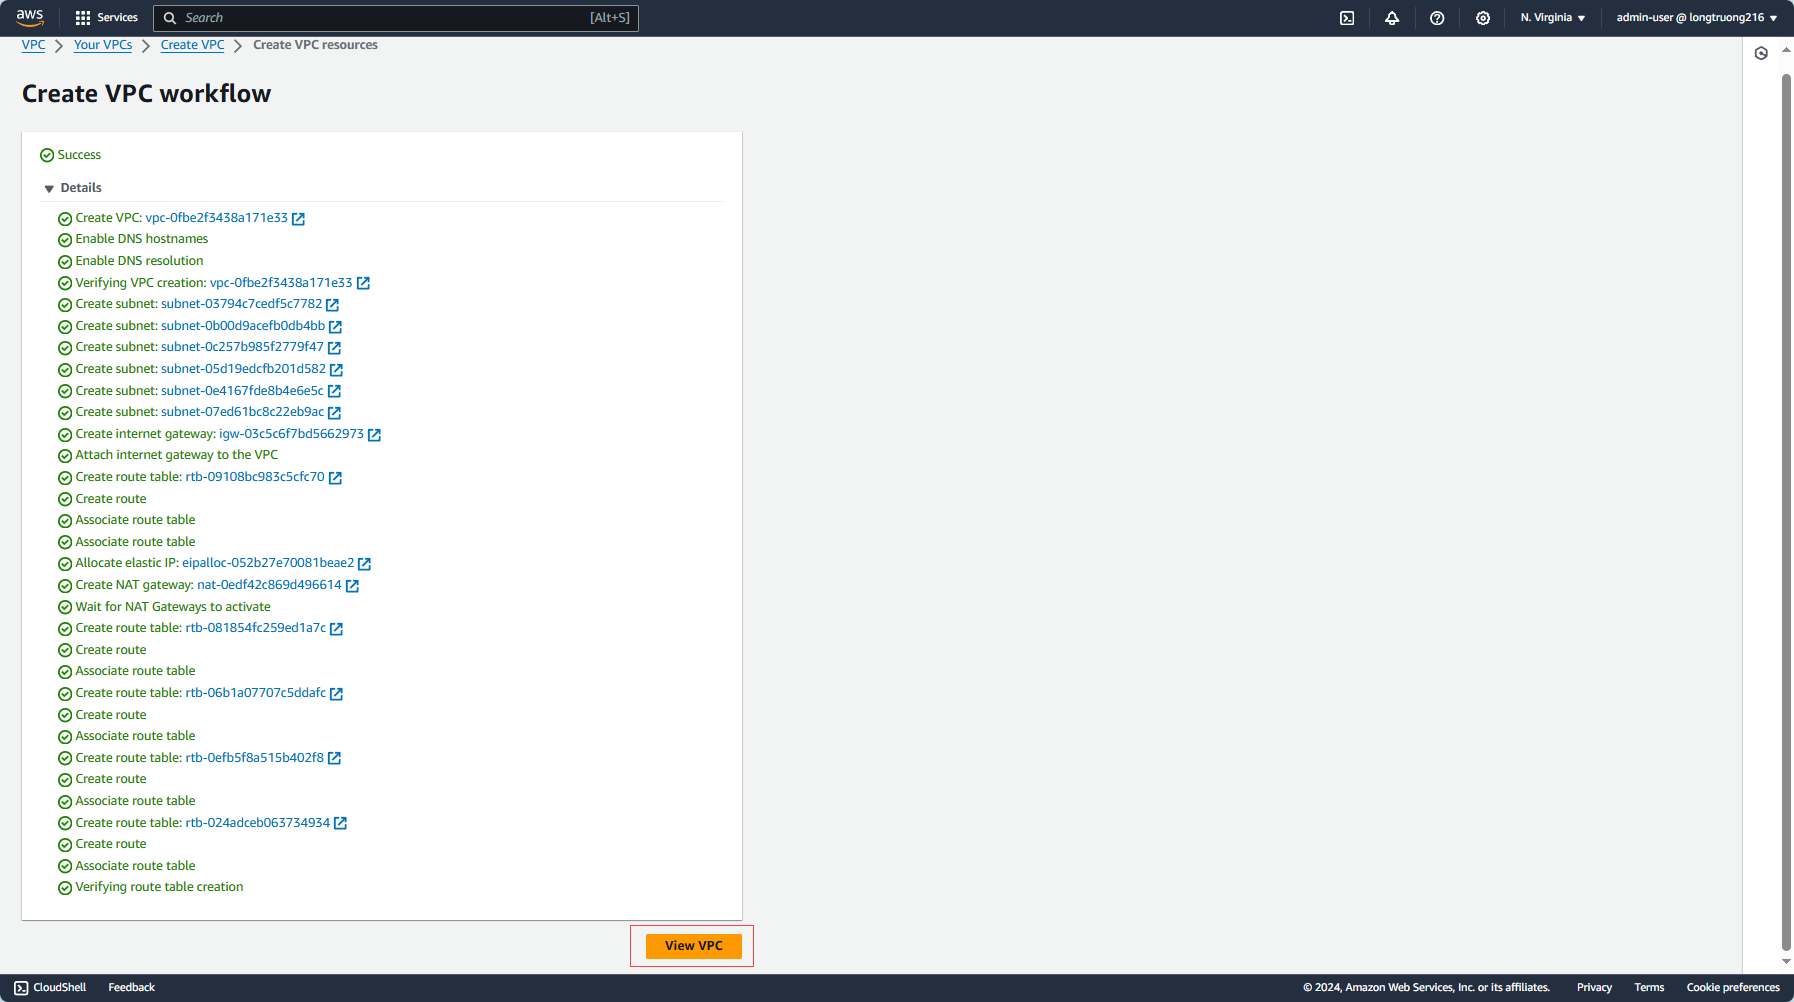 aws Services Search [Alt+S] N. Virginia admin-user @ longtruong216
VPC Your VPCs Create VPC Create VPC resources
Create VPC workflow
Success
Details
Create VPC: vpc-0fbe2f3438a171e33
Enable DNS hostnames
Enable DNS resolution
Verifying VPC creation: vpc-0fbe2f3438a171e33
Create subnet: subnet-03794c7cedf5c7782
Create subnet: subnet-0b00d9acefb0db4bb
Create subnet: subnet-0c257b985f2779f47
Create subnet: subnet-05d19edcfb201d582
Create subnet: subnet-0e4167fde8b4e6e5c
Create subnet: subnet-07ed61bc8c22eb9ac
Create internet gateway: igw-03c5c6f7bd5662973
Attach internet gateway to the VPC
Create route table: rtb-09108bc983c5cfc70
Create route
Associate route table
Associate route table
Allocate elastic IP: eipalloc-052b27e70081beae2
Create NAT gateway: nat-0edf42c869d496614
Wait for NAT Gateways to activate
Create route table: rtb-081854fc259ed1a7c
Create route
Associate route table
Create route table: rtb-06b1a07707c5ddafc
Create route
Associate route table
Create route table: rtb-0efb5f8a515b402f8
Create route
Associate route table
Create route table: rtb-024adceb063734934
Create route
Associate route table
Verifying route table creation
View VPC
CloudShell Feedback © 2024, Amazon Web Services, Inc. or its affiliates. Privacy Terms Cookie preferences